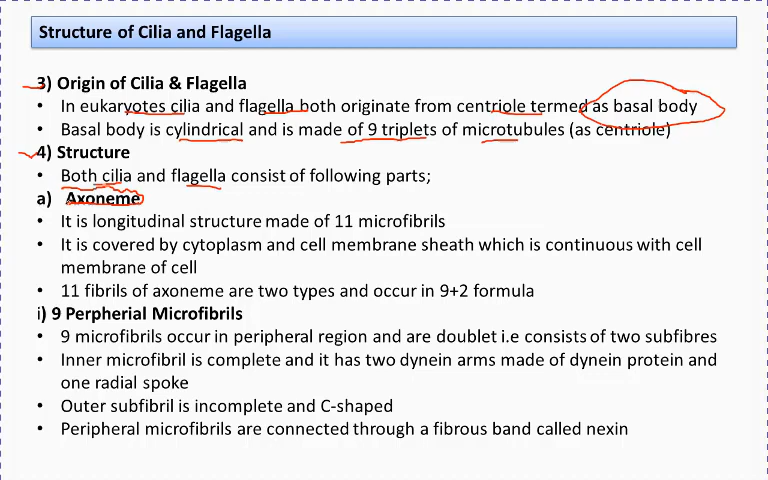 Structure of Cilia and Flagella
3) Origin of Cilia & Flagella
• In eukaryotes cilia and flagella both originate from centriole termed as basal body
• Basal body is cylindrical and is made of 9 triplets of microtubules (as centriole)
4) Structure
• Both cilia and flagella consist of following parts;
a) Axoneme
• It is longitudinal structure made of 11 microfibrils
• It is covered by cytoplasm and cell membrane sheath which is continuous with cell
membrane of cell
• 11 fibrils of axoneme are two types and occur in 9+2 formula
i) 9 Perpherial Microfibrils
• 9 microfibrils occur in peripheral region and are doublet i.e consists of two subfibres
• Inner microfibril is complete and it has two dynein arms made of dynein protein and
one radial spoke
• Outer subfibril is incomplete and C-shaped
• Peripheral microfibrils are connected through a fibrous band called nexin